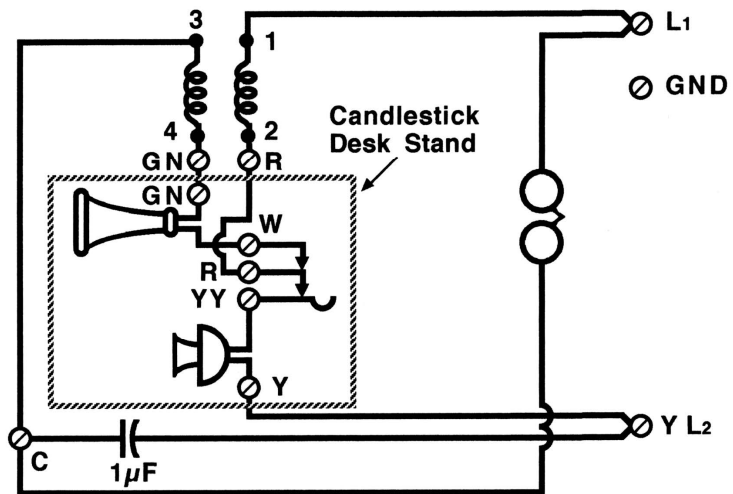 3
1
L1
GND
Candlestick
Desk Stand
4
2
GN
R
GN
W
R
YY
Y
Y L2
C
1µF